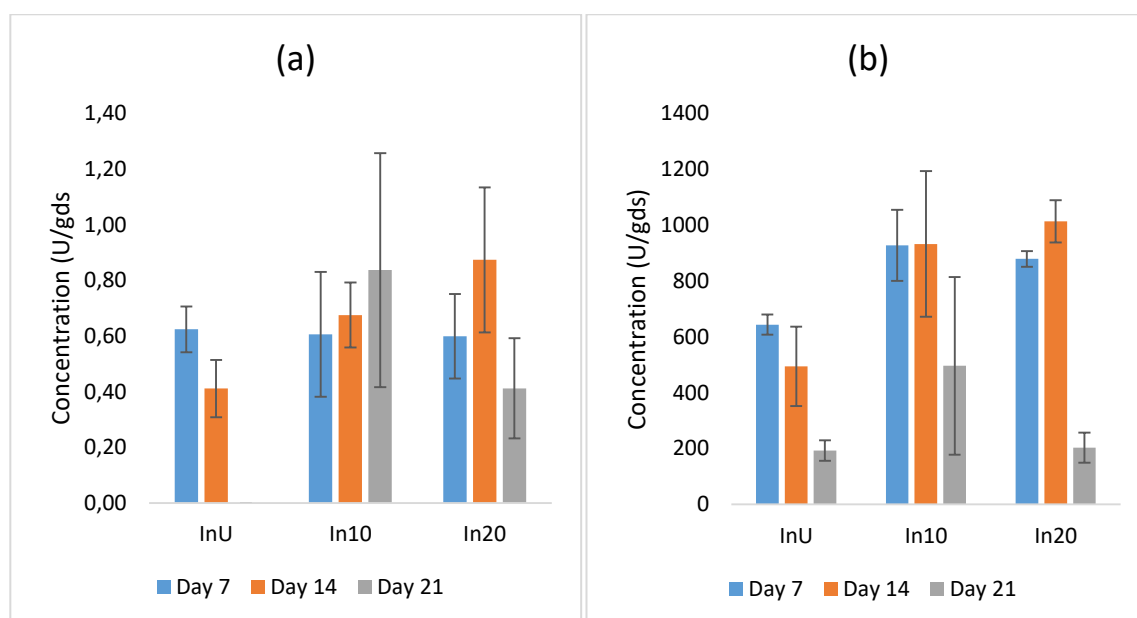 (a)
Concentration (U/gds
1,40
1,20
1,00
0,80
0,60
0,40
0,20
0,00
InU In10 In20
Day 7 Day 14 Day 21
(b)
Concentration (U/gds)
1400
1200
1000
800
600
400
200
0
InU In10 In20
Day 7 Day 14 Day 21